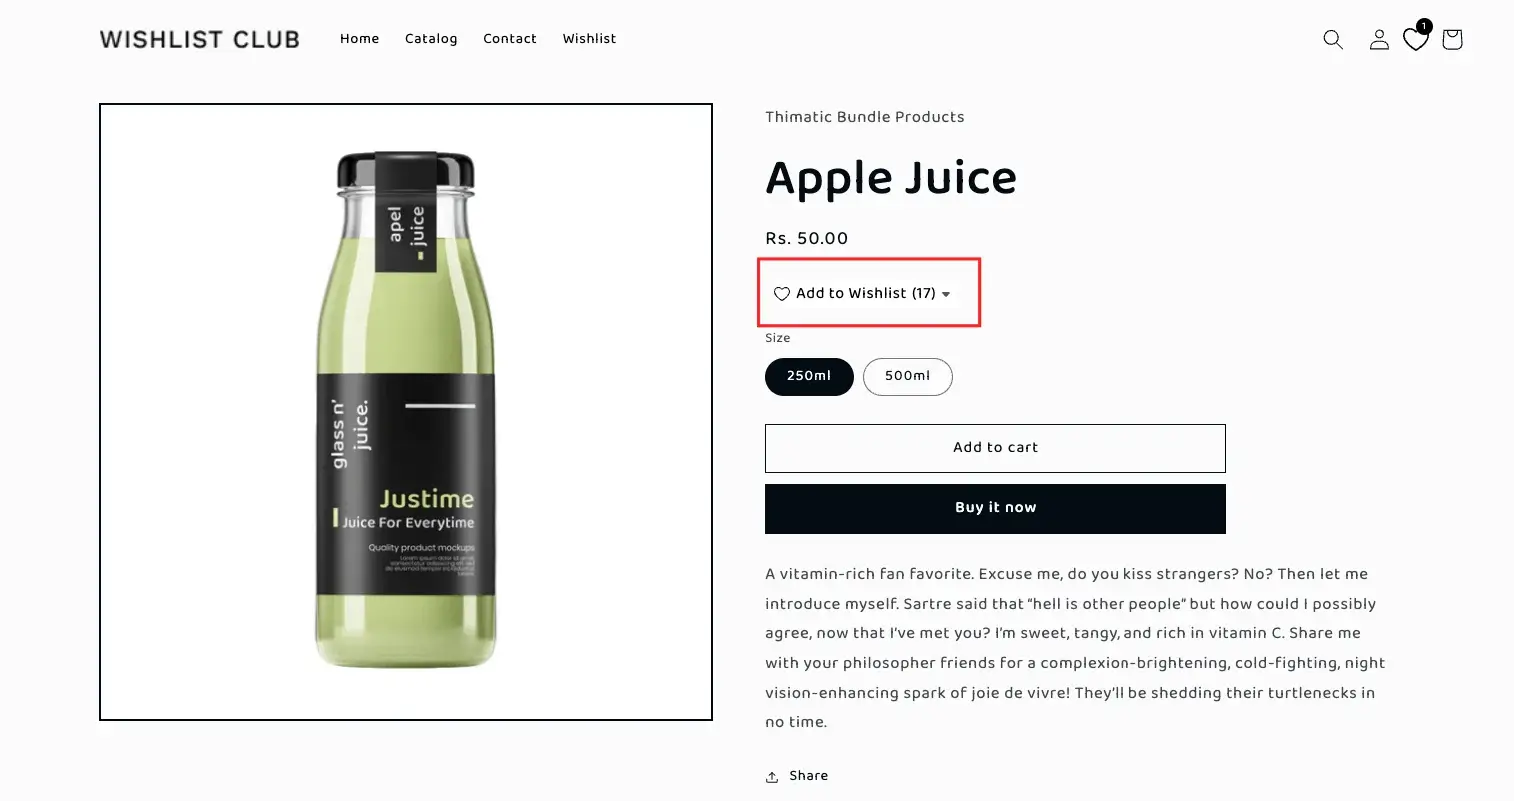 WISHLIST CLUB
Home
Catalog
Contact
Wishlist
1
apel
juice
glass n'
juice.
Justime
Juice For Everytime
Quality product mockups
Lorem ipsum dolor sit amet,
Thimatic Bundle Products
Apple Juice
Rs. 50.00
Add to Wishlist (17)
Size
250ml
500ml
Add to cart
Buy it now
A vitamin-rich fan favorite. Excuse me, do you kiss strangers? No? Then let me
introduce myself. Sartre said that “hell is other people” but how could I possibly
agree, now that I’ve met you? I’m sweet, tangy, and rich in vitamin C. Share me
with your philosopher friends for a complexion-brightening, cold-fighting, night
vision-enhancing spark of joie de vivre! They’ll be shedding their turtlenecks in
no time.
Share